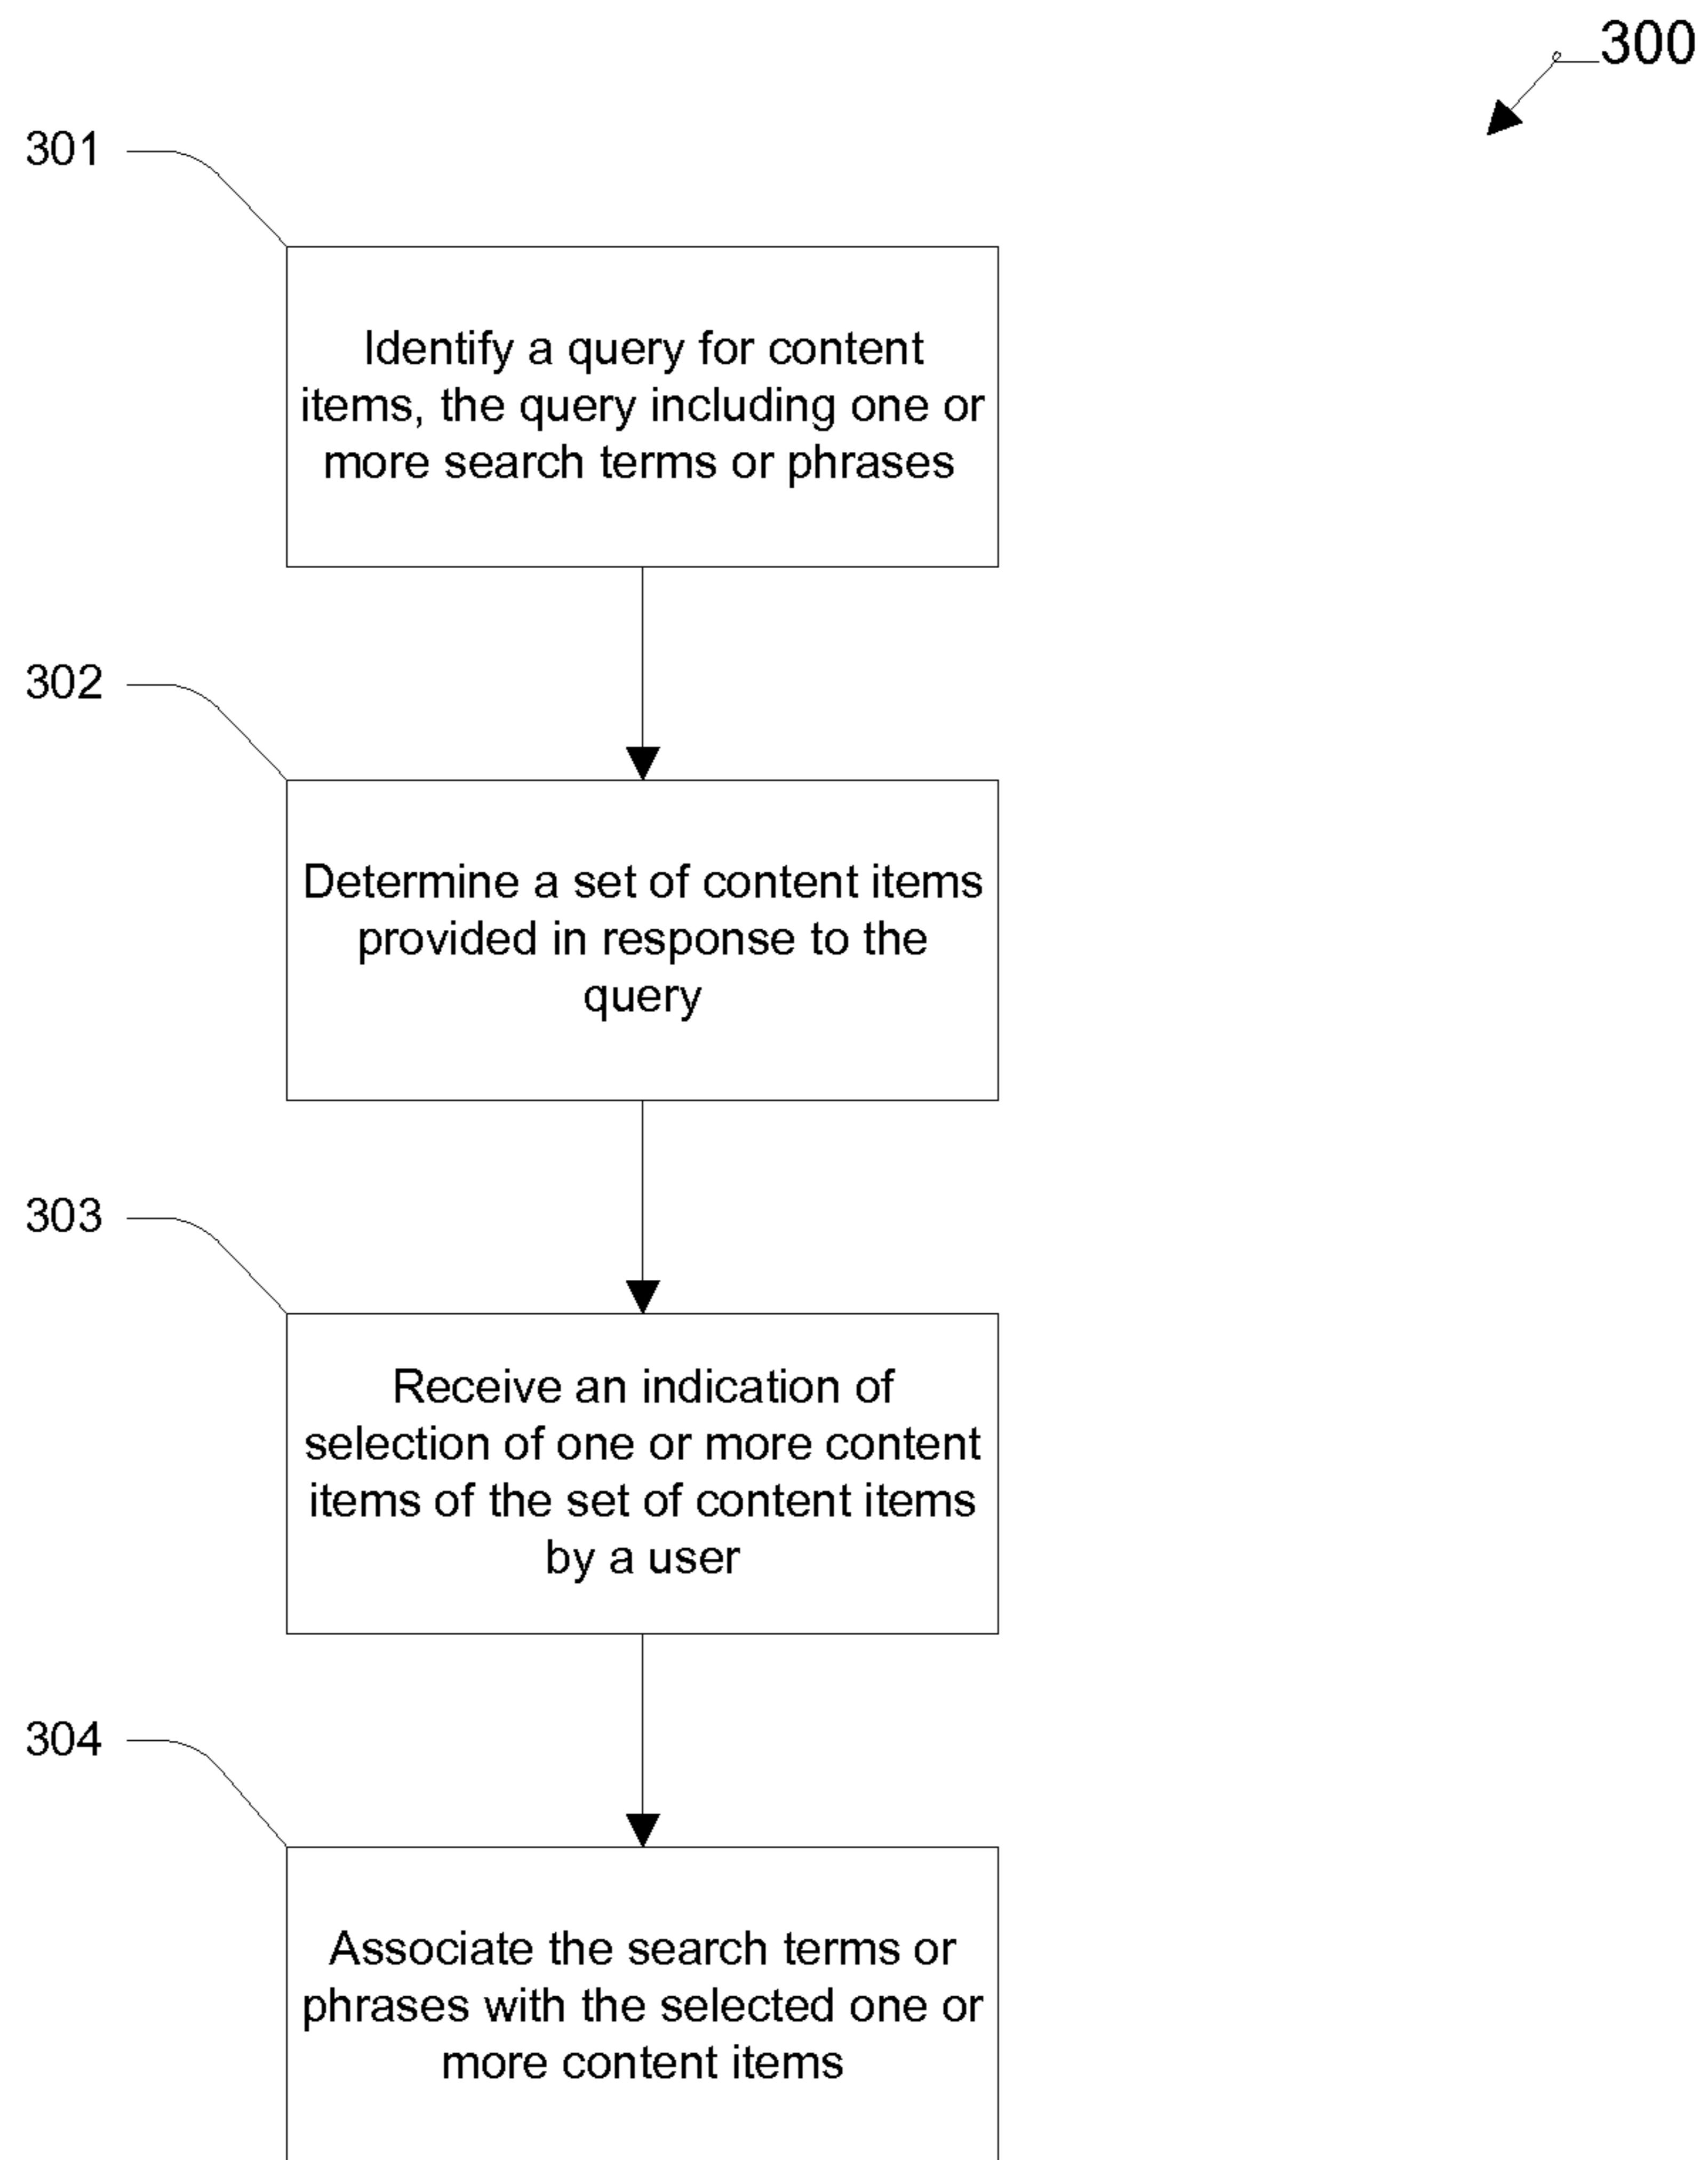 300
301
Identify a query for content
items, the query including one or
more search terms or phrases
302
Determine a set of content items
provided in response to the
query
303
Receive an indication of
selection of one or more content
items of the set of content items
by a user
304
Associate the search terms or
phrases with the selected one or
more content items